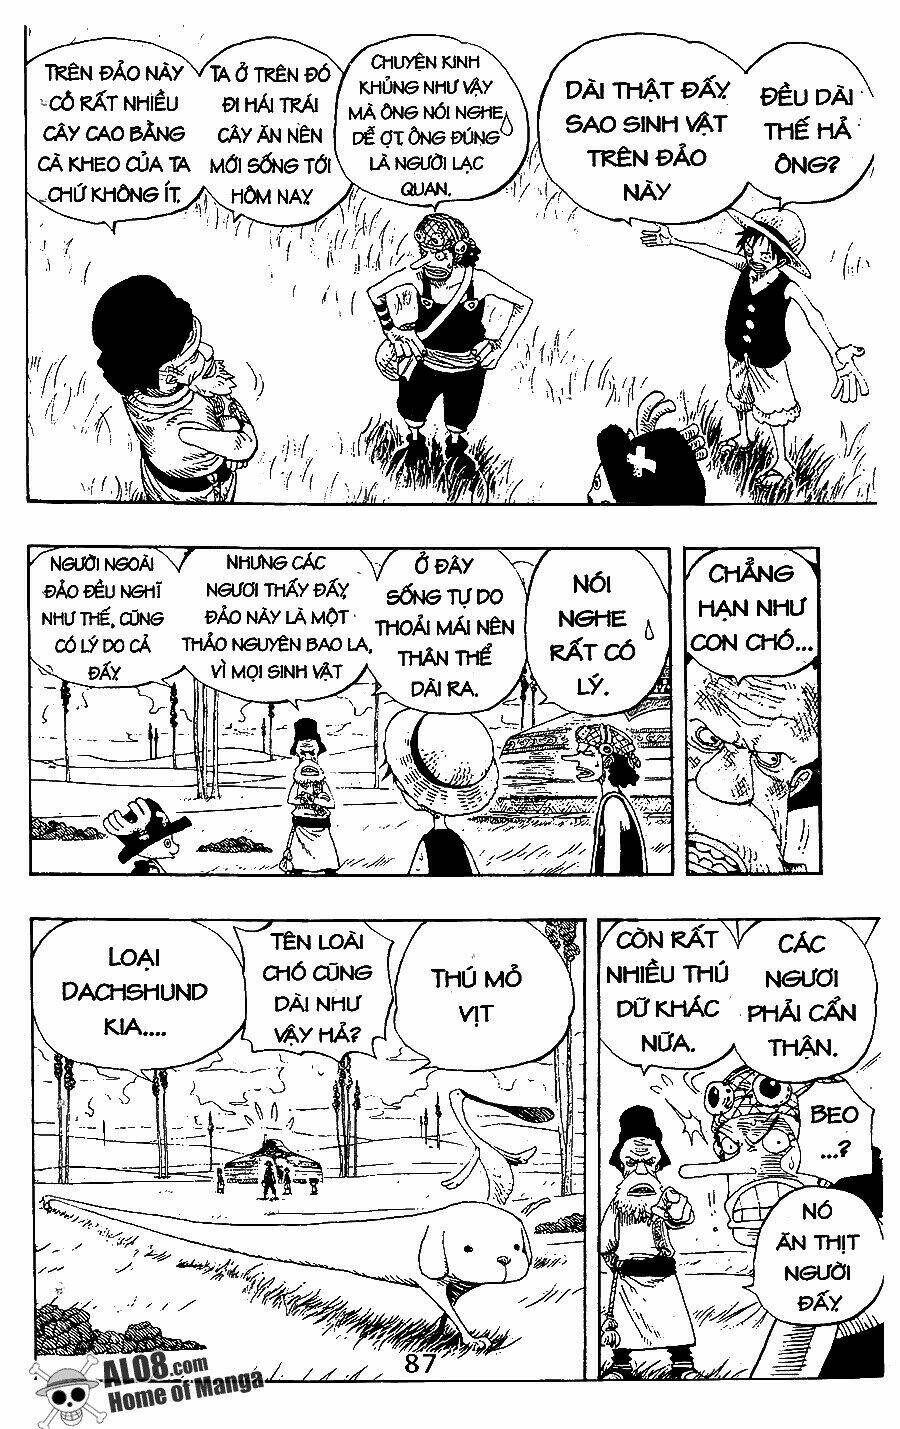 TRÊN ĐẢO NÀY
CÓ RẤT NHIỀU
CÂY CAO BẰNG
CÀ KHEO CỦA TA
CHỨ KHÔNG ÍT.
TA Ở TRÊN ĐÓ
ĐI HÁI TRÁI
CÂY ĂN NÊN
MỚI SỐNG TỚI
HÔM NAY.
CHUYỆN KINH
KHỦNG NHƯ VẬY
MÀ ÔNG NÓI NGHE
DỄ ỢT, ÔNG ĐÚNG
LÀ NGƯỜI LẠC
QUAN.
DÀI THẬT ĐẤY
SAO SINH VẬT
TRÊN ĐẢO
NÀY
ĐỀU DÀI
THẾ HẢ
ÔNG?
NGƯỜI NGOÀI
ĐẢO ĐỀU NGHĨ
NHƯ THẾ, CŨNG
CÓ LÝ DO CẢ
ĐẤY
NHƯNG CÁC
NGƯƠI THẤY ĐẤY,
ĐẢO NÀY LÀ MỘT
THẢO NGUYÊN BAO LA,
VÌ MỌI SINH VẬT
Ở ĐÂY
SỐNG TỰ DO
THOẢI MÁI NÊN
THÂN THỂ
DÀI RA.
NÓI
NGHE
RẤT CÓ
LÝ.
CHẲNG
HẠN NHƯ
CON CHÓ...
LOẠI
DACHSHUND
KIA....
TÊN LOÀI
CHÓ CŨNG
DÀI NHƯ
VẬY HẢ?
THÚ MỎ
VỊT
CÒN RẤT
NHIỀU THÚ
DỮ KHÁC
NỮA.
CÁC
NGƯƠI
PHẢI CẨN
THẬN.
BEO
...?
NÓ
ĂN THỊT
NGƯỜI
ĐẤY
87
ALO8.com
Home of Manga